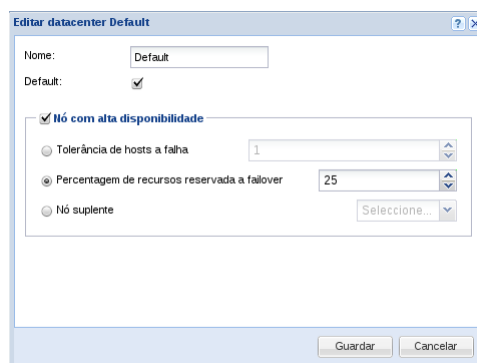 Editar datacenter Default
Nome: Default
Default:
Nó com alta disponibilidade
Tolerância de hosts a falha 1
Percentagem de recursos reservada a failover 25
Nó suplente Seleccione...
Guardar Cancelar